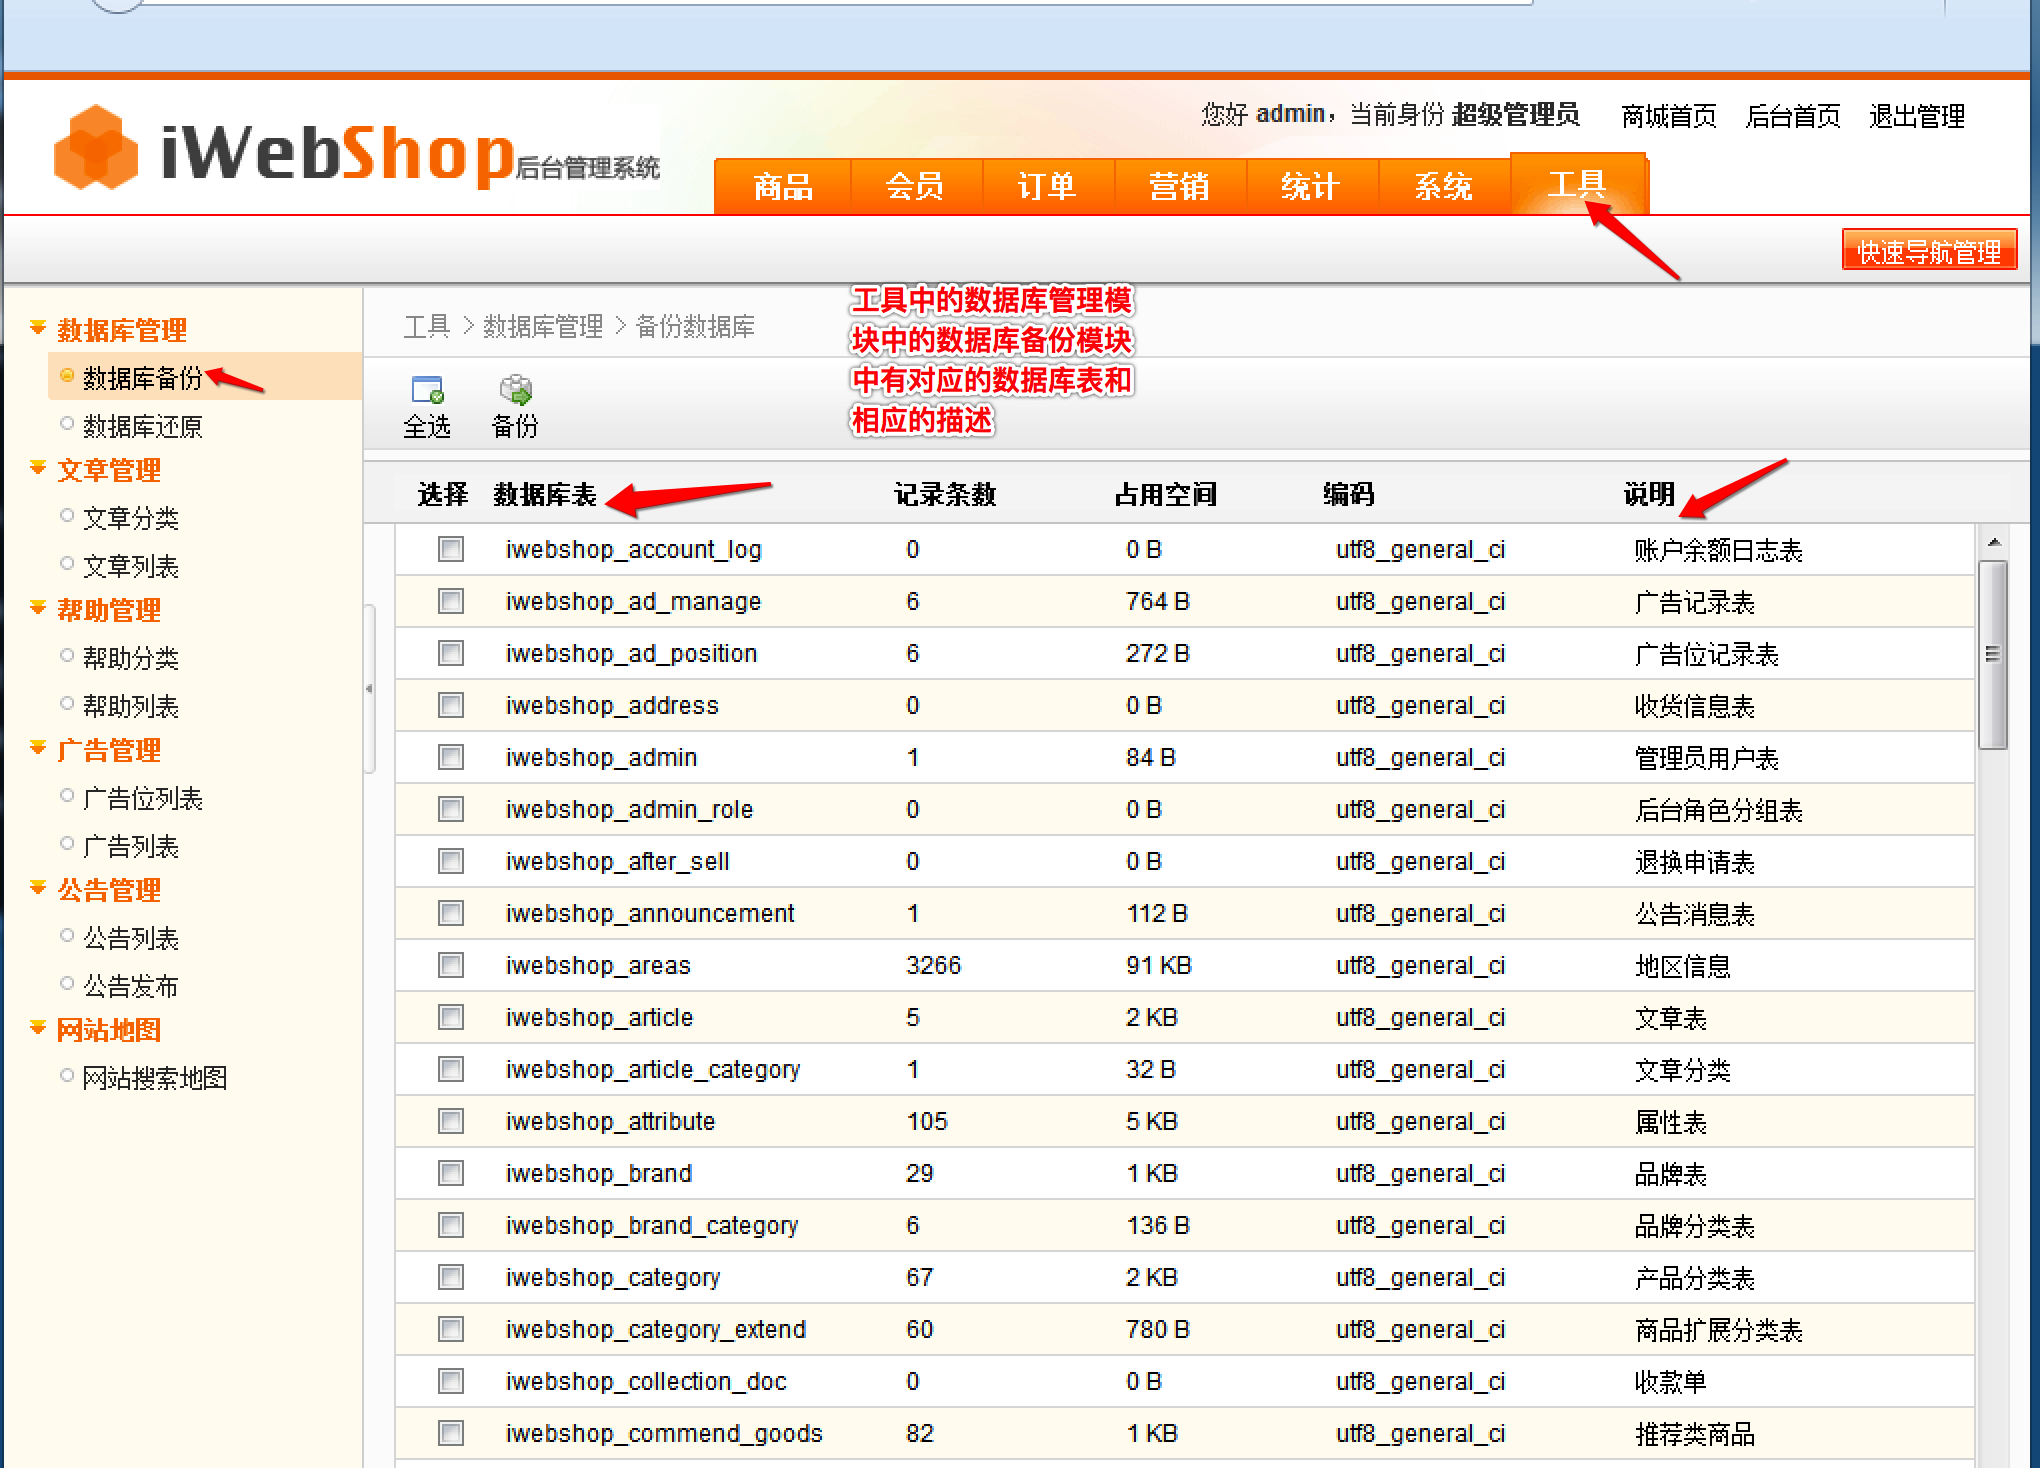 iWebShop后台管理系统
您好 admin，当前身份 超级管理员 商城首页 后台首页 退出管理
商品 会员 订单 营销 统计 系统 工具
快速导航管理
数据库管理
数据库备份
数据库还原
文章管理
文章分类
文章列表
帮助管理
帮助分类
帮助列表
广告管理
广告位列表
广告列表
公告管理
公告列表
公告发布
网站地图
网站搜索地图
工具 > 数据库管理 > 备份数据库
工具中的数据库管理模
块中的数据库备份模块
中有对应的数据库表和
相应的描述
全选 备份
选择 数据库表 记录条数 占用空间 编码 说明
iwebshop_account_log 0 0 B utf8_general_ci 账户余额日志表
iwebshop_ad_manage 6 764 B utf8_general_ci 广告记录表
iwebshop_ad_position 6 272 B utf8_general_ci 广告位记录表
iwebshop_address 0 0 B utf8_general_ci 收货信息表
iwebshop_admin 1 84 B utf8_general_ci 管理员用户表
iwebshop_admin_role 0 0 B utf8_general_ci 后台角色分组表
iwebshop_after_sell 0 0 B utf8_general_ci 退换申请表
iwebshop_announcement 1 112 B utf8_general_ci 公告消息表
iwebshop_areas 3266 91 KB utf8_general_ci 地区信息
iwebshop_article 5 2 KB utf8_general_ci 文章表
iwebshop_article_category 1 32 B utf8_general_ci 文章分类
iwebshop_attribute 105 5 KB utf8_general_ci 属性表
iwebshop_brand 29 1 KB utf8_general_ci 品牌表
iwebshop_brand_category 6 136 B utf8_general_ci 品牌分类表
iwebshop_category 67 2 KB utf8_general_ci 产品分类表
iwebshop_category_extend 60 780 B utf8_general_ci 商品扩展分类表
iwebshop_collection_doc 0 0 B utf8_general_ci 收款单
iwebshop_commend_goods 82 1 KB utf8_general_ci 推荐类商品